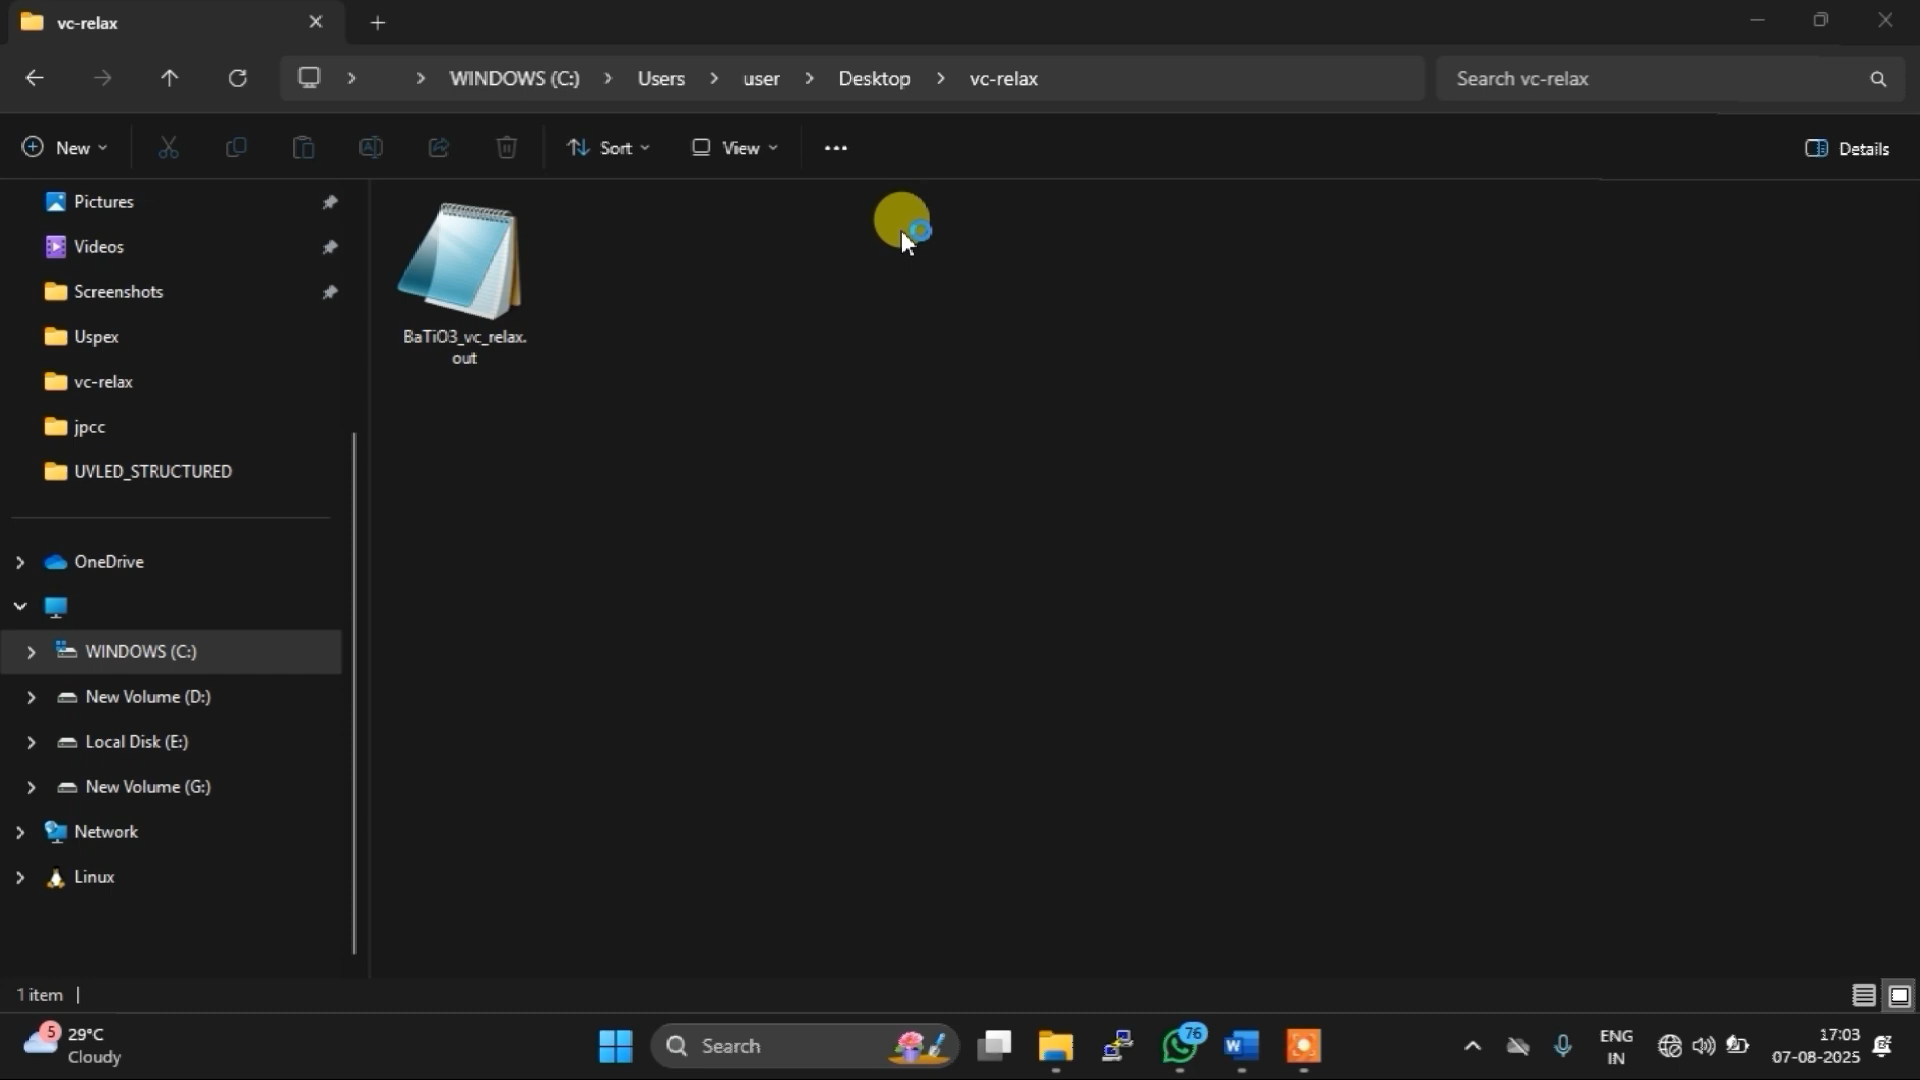 vc-relax
WINDOWS (C:) Users user Desktop vc-relax
Search vc-relax
New Sort View Details
Pictures
Videos
Screenshots
Uspex
vc-relax
jpcc
UVLED_STRUCTURED
BaTiO3_vc_relax.
out
OneDrive
WINDOWS (C:)
New Volume (D:)
Local Disk (E:)
New Volume (G:)
Network
Linux
1 item
5
29°C
Cloudy
Search
76
W
ENG
IN
17:03
07-08-2025